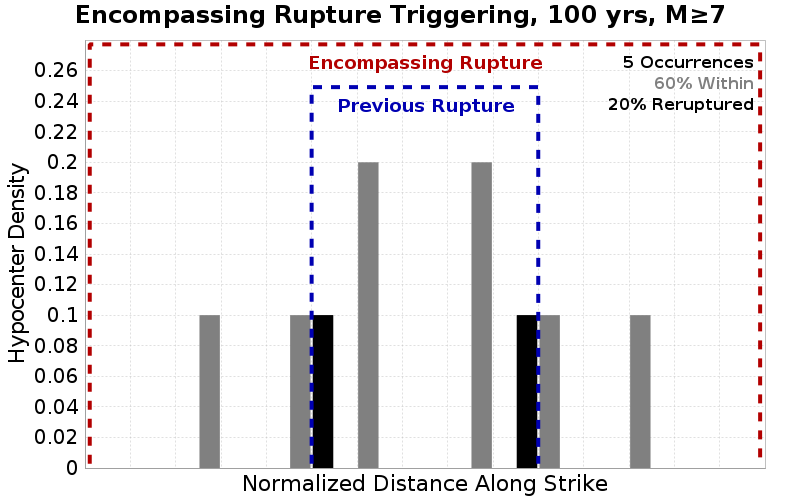 Encompassing Rupture Triggering, 100 yrs, M≥7
Encompassing Rupture
5 Occurrences
60% Within
Previous Rupture
20% Reruptured
Hypocenter Density
0.26
0.24
0.22
0.2
0.18
0.16
0.14
0.12
0.1
0.08
0.06
0.04
0.02
0
Normalized Distance Along Strike